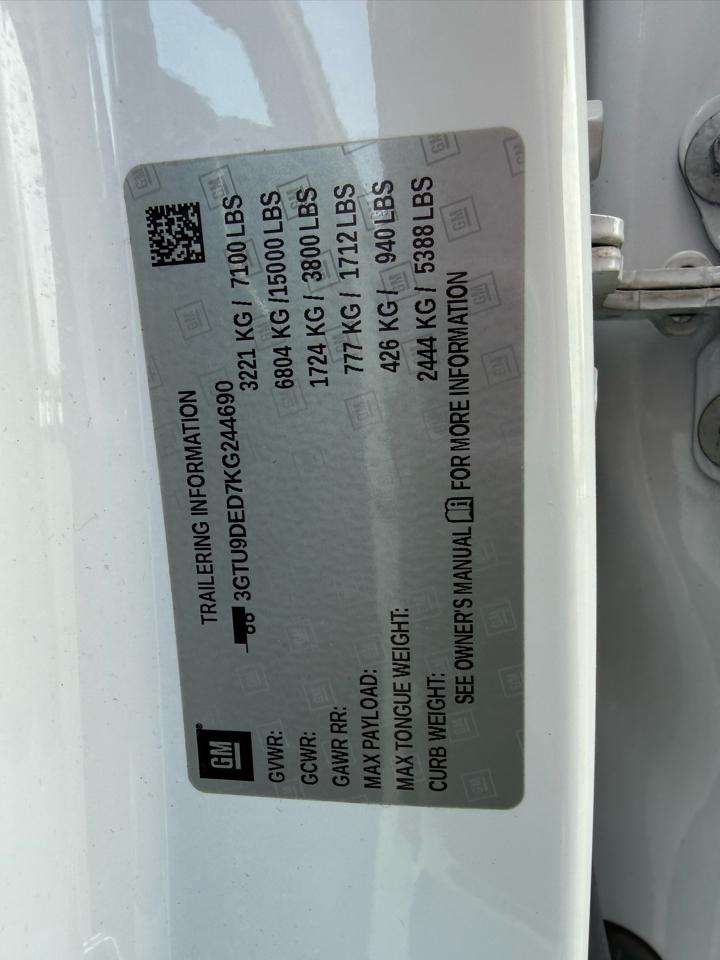 GM
TRAILERING INFORMATION
3GTU9DED7KG244690
GVWR: 3221 KG / 7100 LBS
GCWR: 6804 KG /15000 LBS
GAWR RR: 1724 KG / 3800 LBS
MAX PAYLOAD: 777 KG / 1712 LBS
MAX TONGUE WEIGHT: 426 KG / 940 LBS
CURB WEIGHT: 2444 KG / 5388 LBS
SEE OWNER'S MANUAL FOR MORE INFORMATION